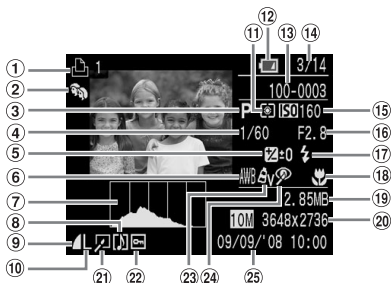 ⑫ ⑬ ⑭
⑪
① 1 3/14
② 100-0003
③ P ISO 160 ⑮
④ 1/60 F2.8 ⑯
⑤ ±0 ⑰
⑥ AWB ⑱
⑦ 2.85MB ⑲
⑧ 10M 3648x2736 ⑳
⑨ L 09/09/'08 10:00
⑩ ㉑ ㉒ ㉓ ㉔ ㉕